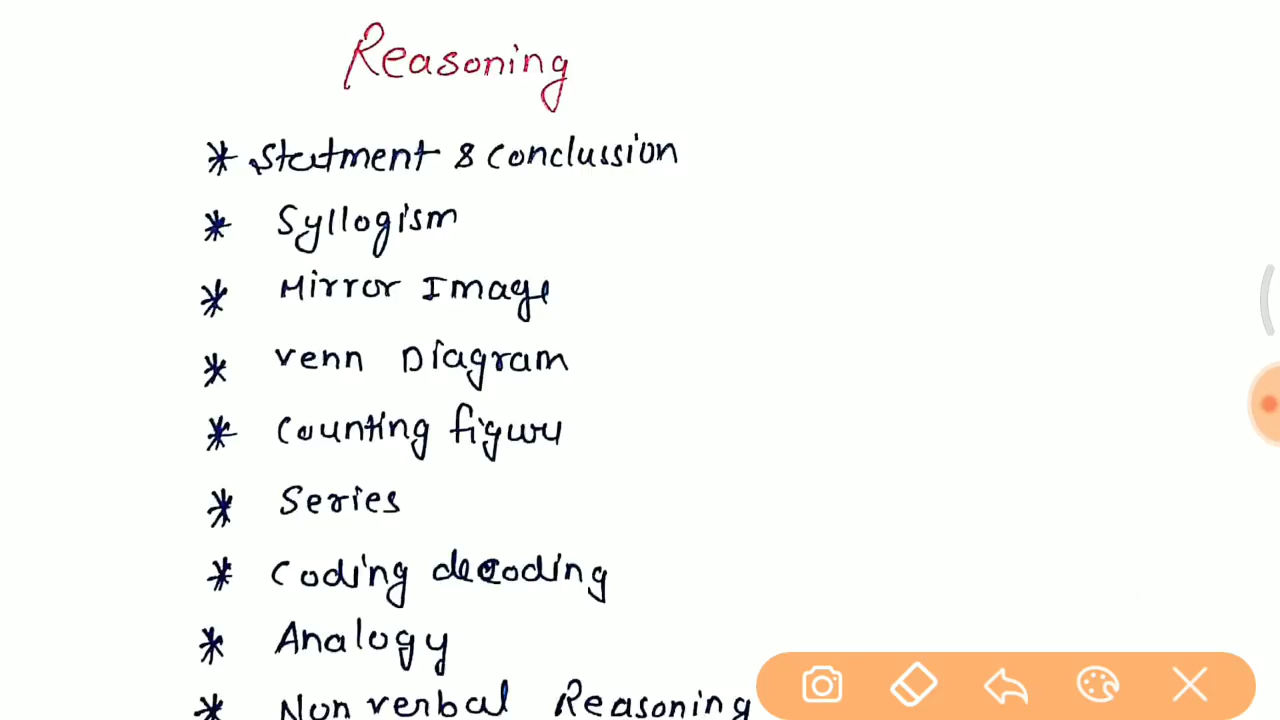 Reasoning
* Statment & Conclussion
* Syllogism
* Mirror Image
* Venn Diagram
* Counting figure
* Series
* Coding decoding
* Analogy
* Non verbal Reasoning